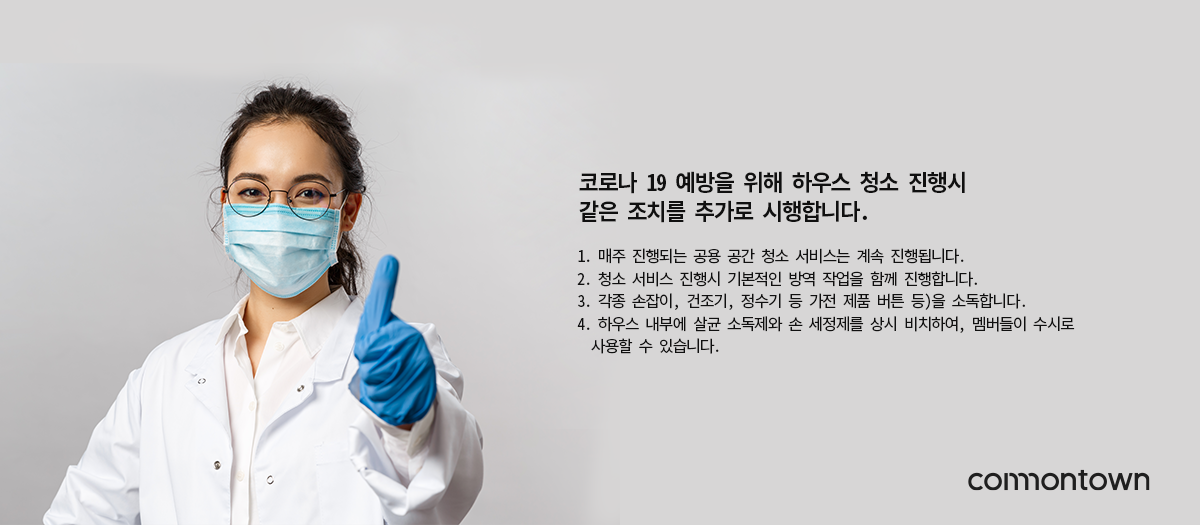 코로나 19 예방을 위해 하우스 청소 진행시
같은 조치를 추가로 시행합니다.
1. 매주 진행되는 공용 공간 청소 서비스는 계속 진행됩니다.
2. 청소 서비스 진행시 기본적인 방역 작업을 함께 진행합니다.
3. 각종 손잡이, 건조기, 정수기 등 가전 제품 버튼 등)을 소독합니다.
4. 하우스 내부에 살균 소독제와 손 세정제를 상시 비치하여, 멤버들이 수시로
사용할 수 있습니다.
commontown